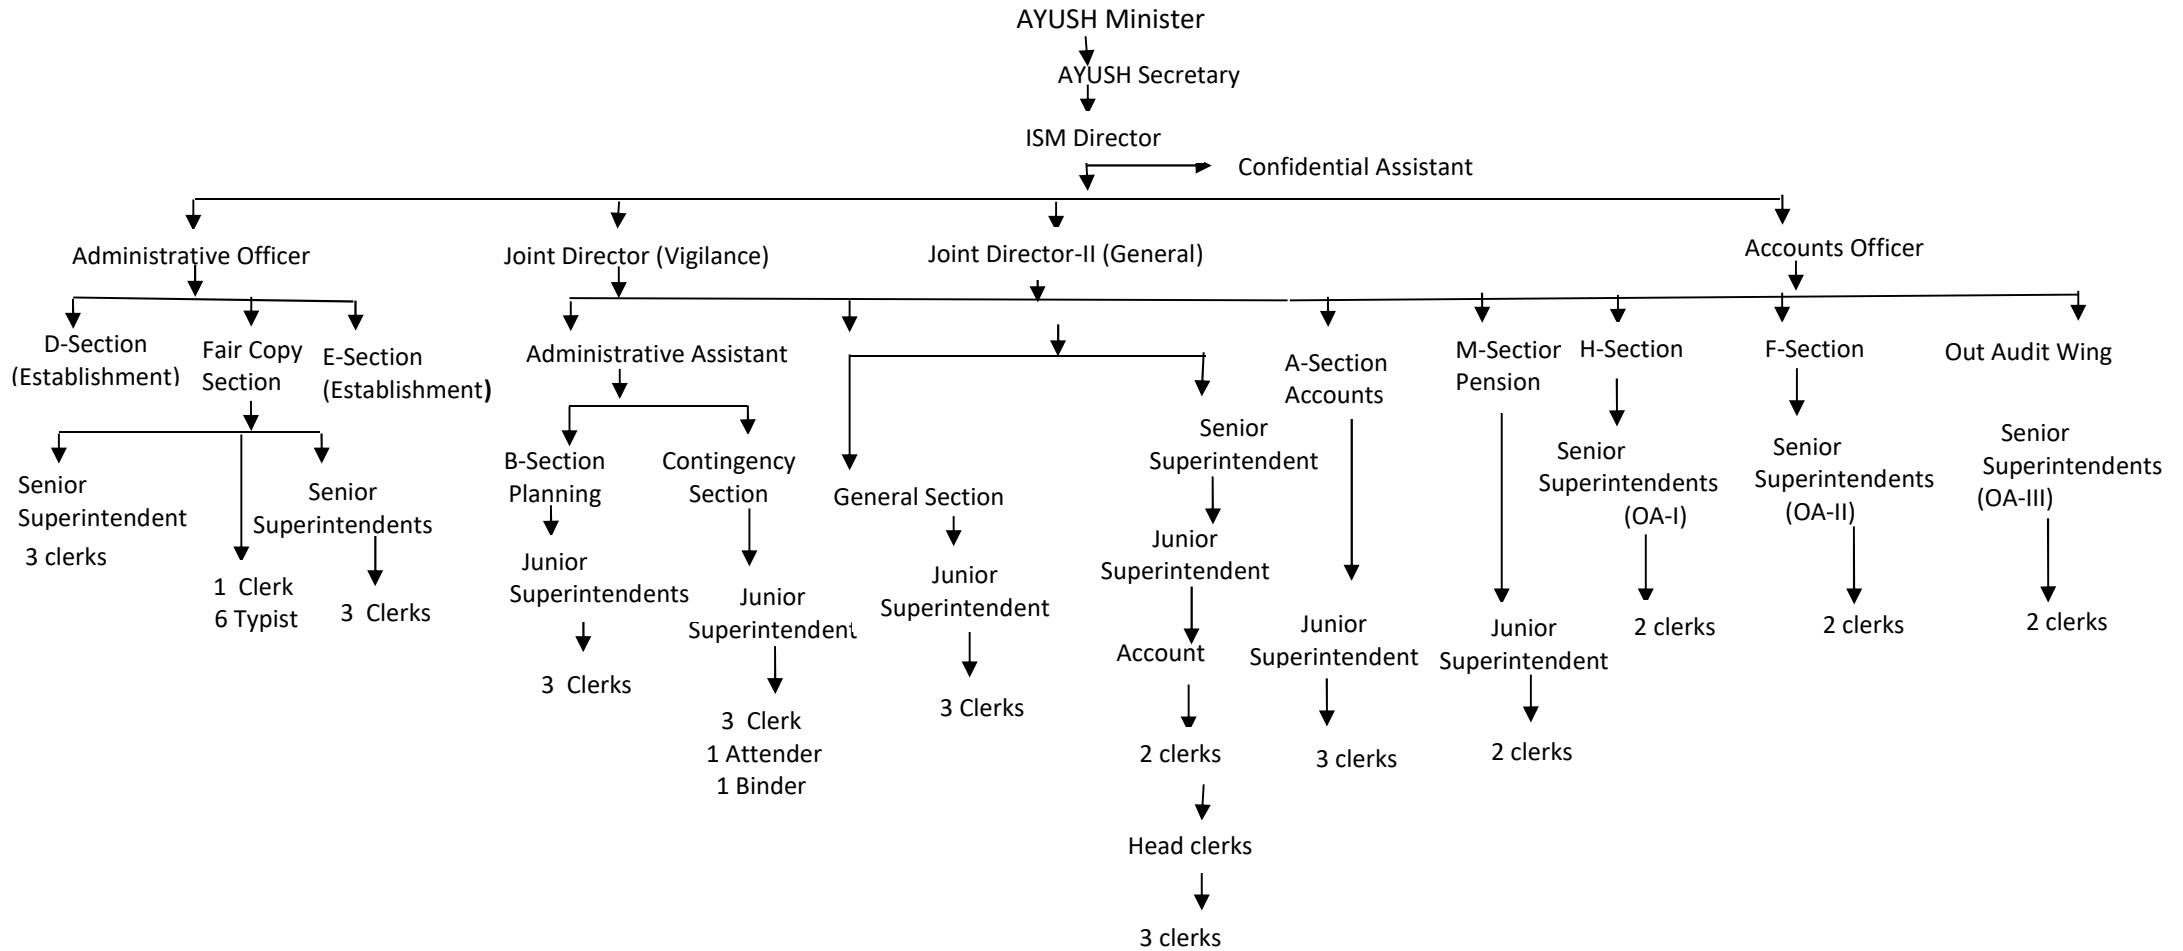 AYUSH Minister
AYUSH Secretary
ISM Director
Confidential Assistant
Administrative Officer
Joint Director (Vigilance)
Joint Director-II (General)
Accounts Officer
D-Section
(Establishment)
Fair Copy
Section
E-Section
(Establishment)
Administrative Assistant
A-Section
Accounts
M-Section
Pension
H-Section
F-Section
Out Audit Wing
Senior
Superintendent
3 clerks
1 Clerk
6 Typist
Senior
Superintendents
3 Clerks
B-Section
Planning
Junior
Superintendents
3 Clerks
Contingency
Section
Junior
Superintendent
3 Clerk
1 Attender
1 Binder
General Section
Junior
Superintendent
3 Clerks
Senior
Superintendent
Junior
Superintendent
Account
2 clerks
Head clerks
3 clerks
Junior
Superintendent
3 clerks
Junior
Superintendent
2 clerks
Senior
Superintendents
(OA-I)
2 clerks
Senior
Superintendents
(OA-II)
2 clerks
Senior
Superintendents
(OA-III)
2 clerks